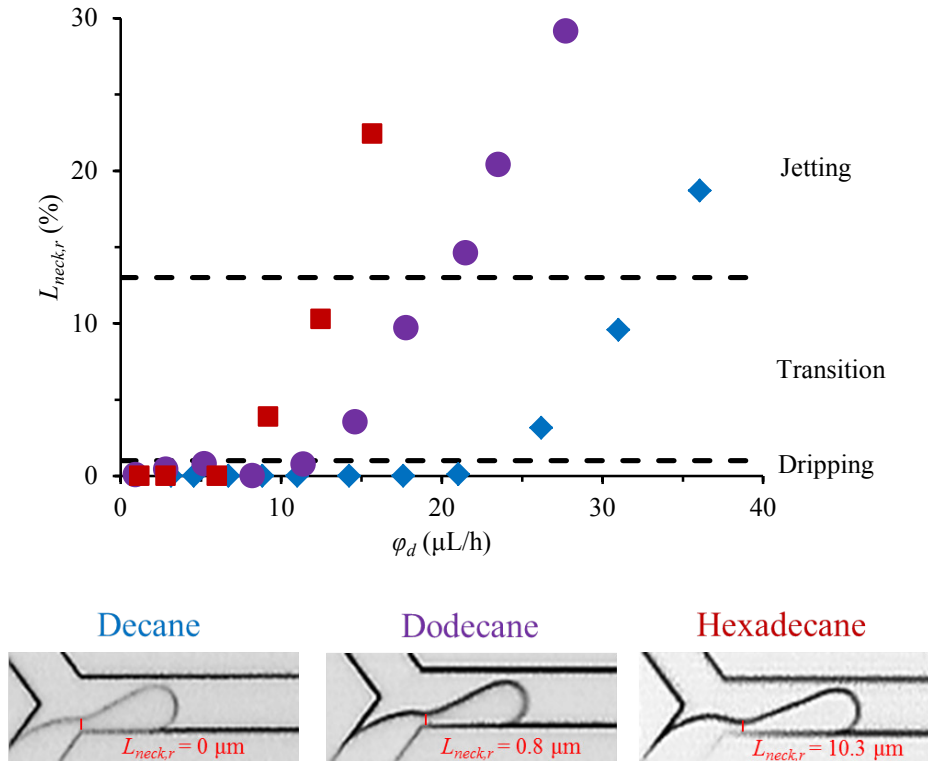 30
20
10
0
L_neck,r (%)
Jetting
Transition
Dripping
0 10 20 30 40
φ_d (μL/h)
Decane Dodecane Hexadecane
L_neck,r = 0 μm L_neck,r = 0.8 μm L_neck,r = 10.3 μm